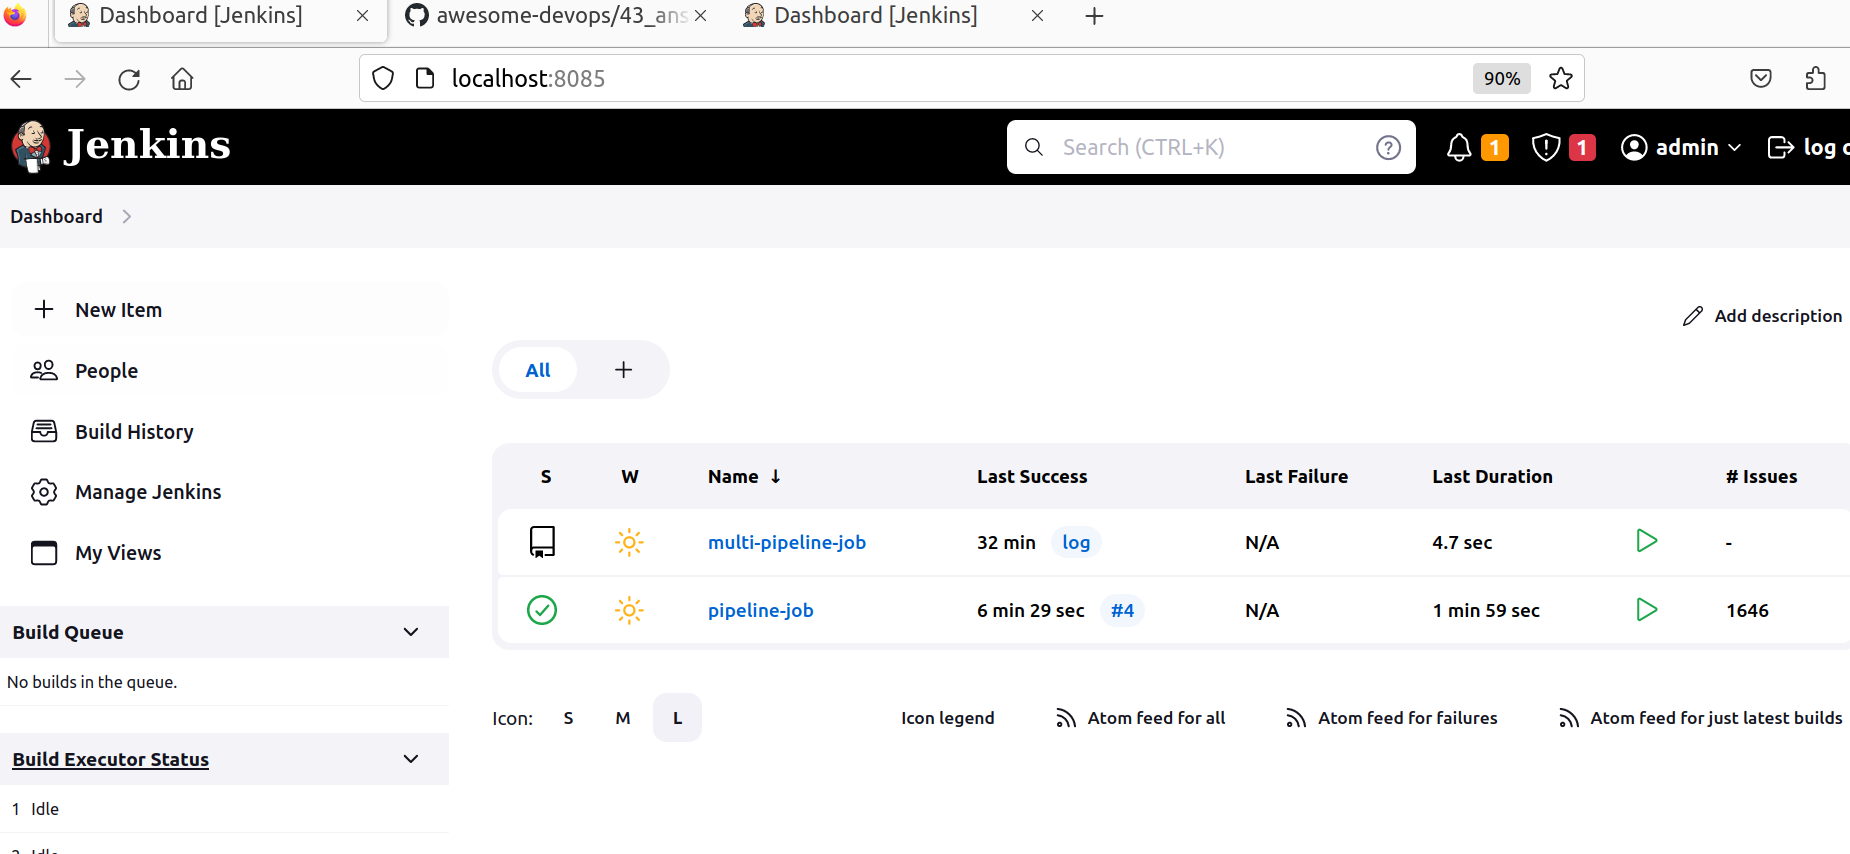 Dashboard [Jenkins] awesome-devops/43_ans Dashboard [Jenkins]
localhost:8085 90%
Jenkins Search (CTRL+K) 1 1 admin log
Dashboard
New Item
Add description
People
All +
Build History
S W Name ↓ Last Success Last Failure Last Duration # Issues
Manage Jenkins
multi-pipeline-job 32 min log N/A 4.7 sec -
My Views
pipeline-job 6 min 29 sec #4 N/A 1 min 59 sec 1646
Build Queue
No builds in the queue.
Icon: S M L Icon legend Atom feed for all Atom feed for failures Atom feed for just latest builds
Build Executor Status
1 Idle